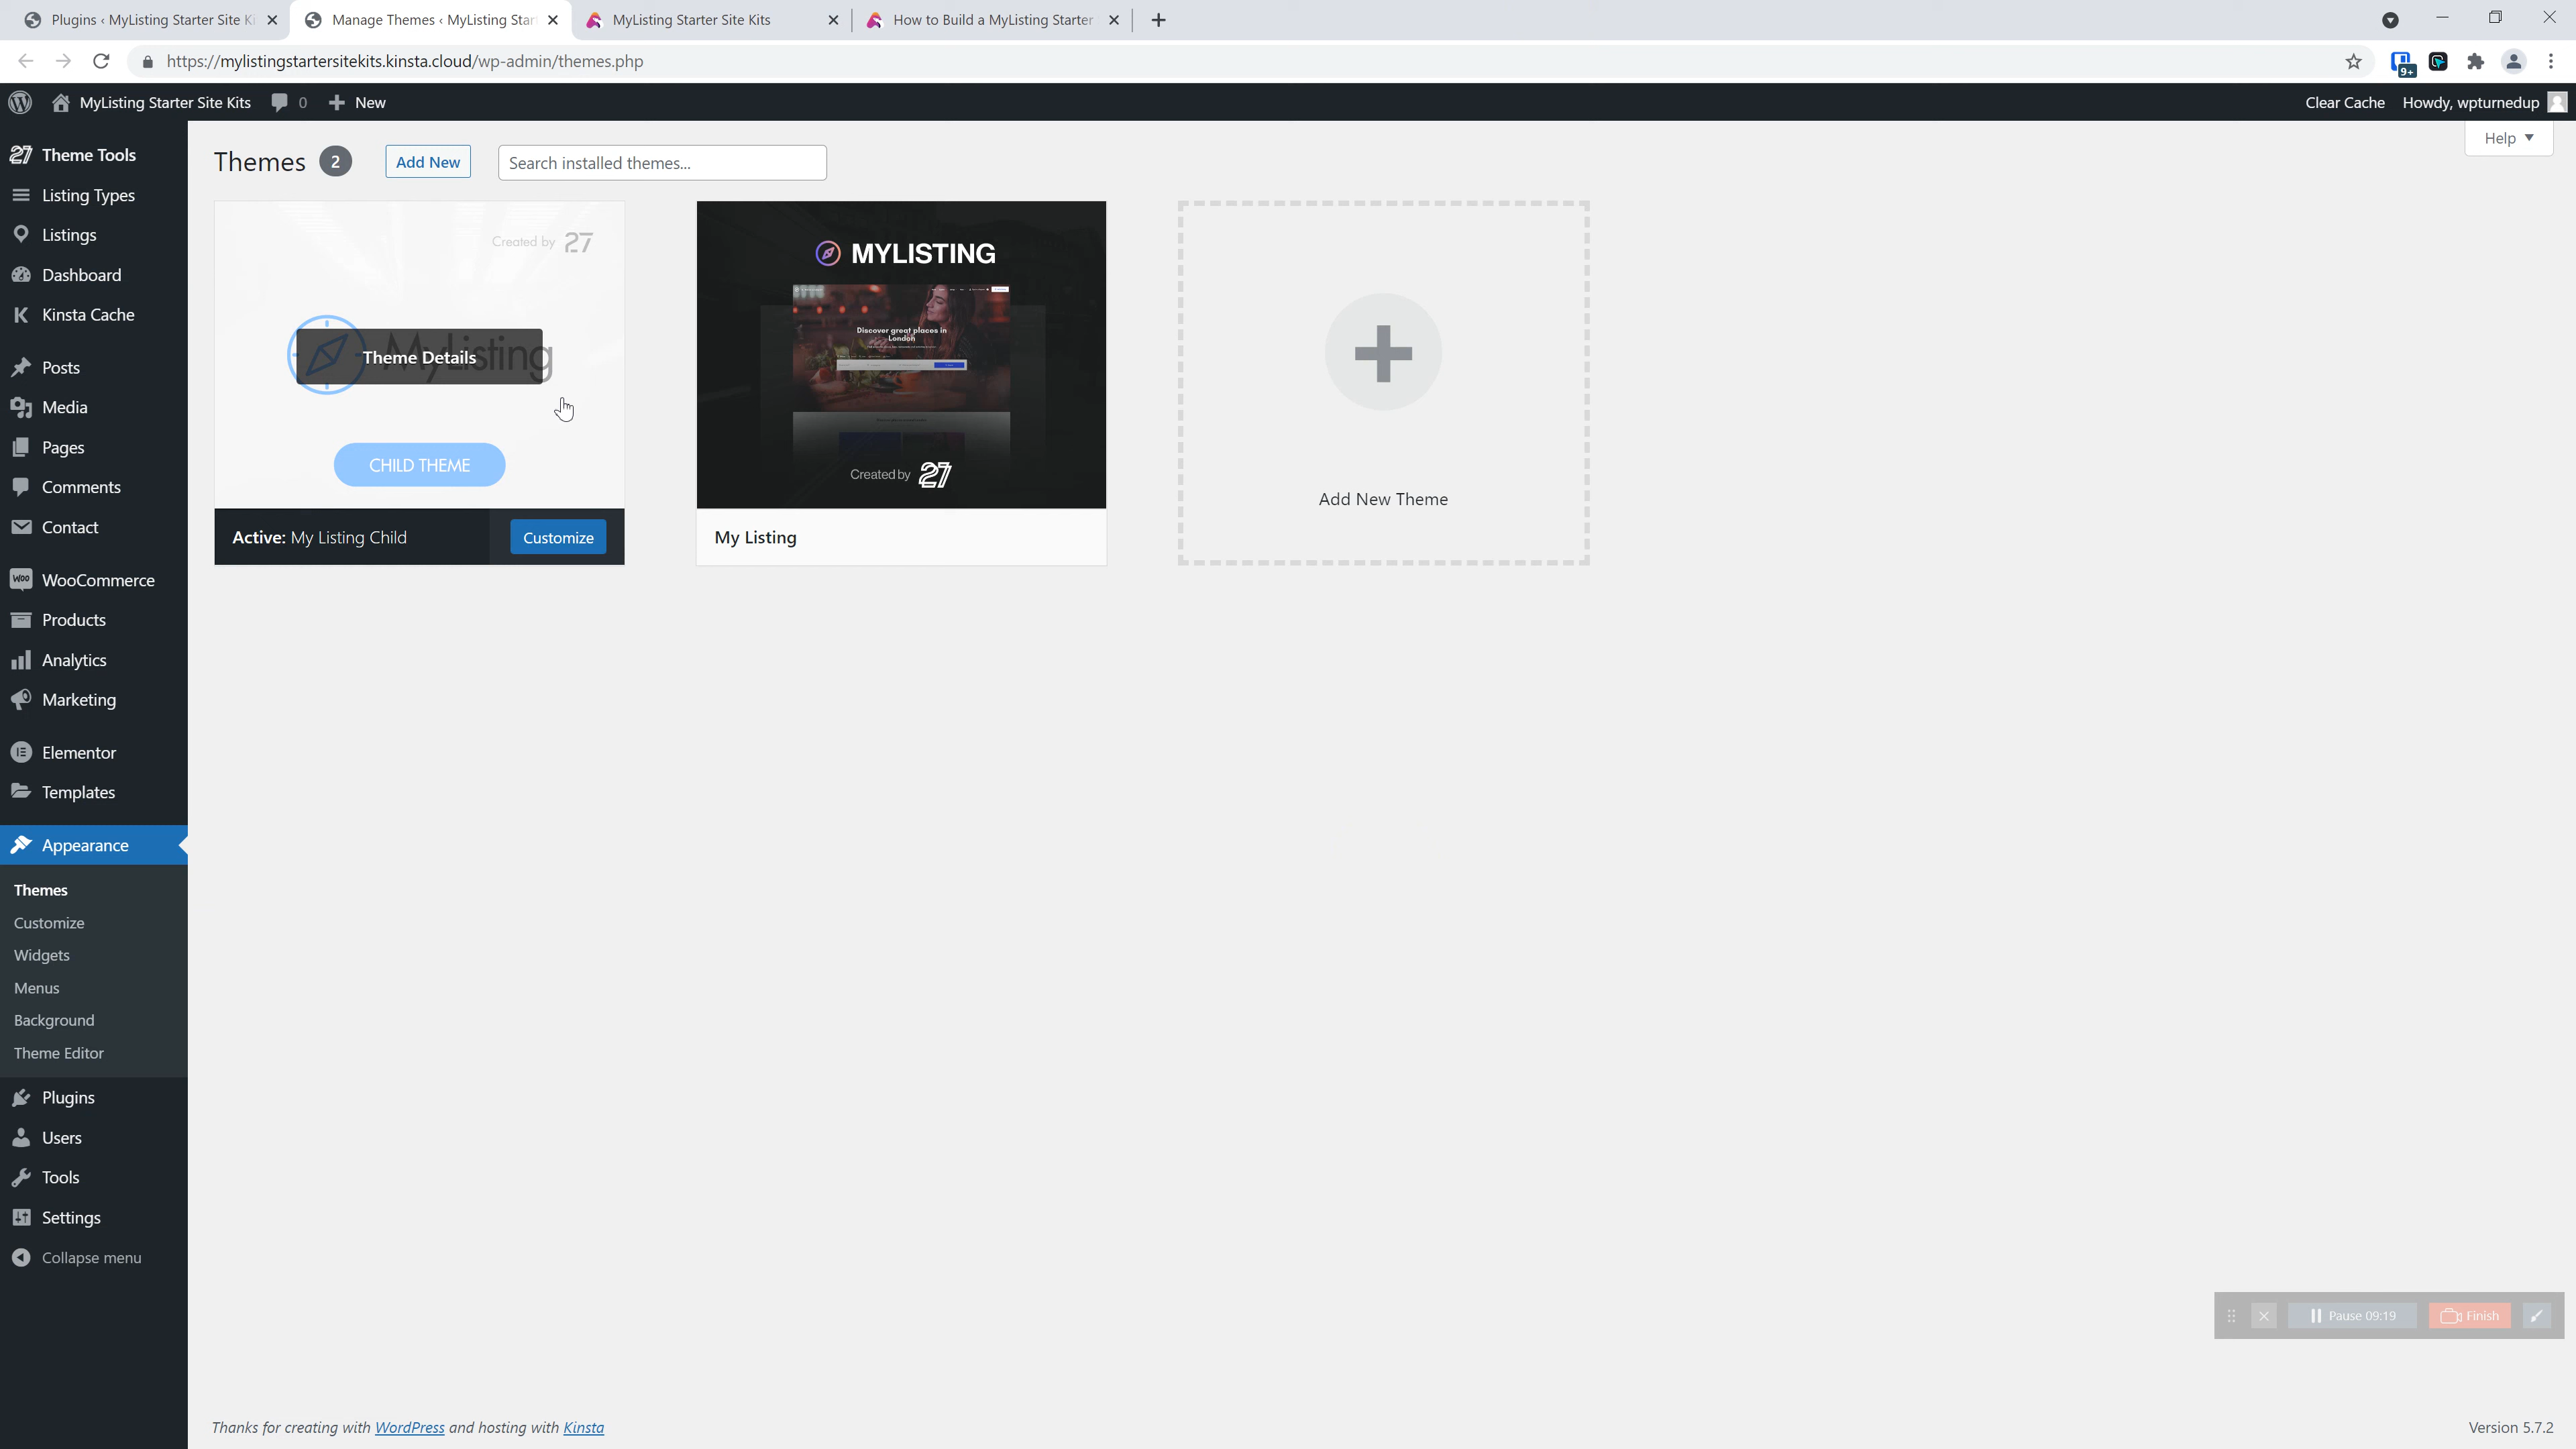 Plugins ‹ MyListing Starter Site Ki
Manage Themes ‹ MyListing Star
MyListing Starter Site Kits
How to Build a MyListing Starter
https://mylistingstartersitekits.kinsta.cloud/wp-admin/themes.php
9+
MyListing Starter Site Kits
0
New
Clear Cache
Howdy, wpturnedup
Theme Tools
Listing Types
Listings
Dashboard
Kinsta Cache
Posts
Media
Pages
Comments
Contact
WooCommerce
Products
Analytics
Marketing
Elementor
Templates
Appearance
Themes
Customize
Widgets
Menus
Background
Theme Editor
Plugins
Users
Tools
Settings
Collapse menu
Themes 2
Add New
Search installed themes...
Help
Created by 27
MyListing
Theme Details
CHILD THEME
Active: My Listing Child
Customize
MYLISTING
Discover great places in
London
Created by 27
My Listing
Add New Theme
Pause 09:19
Finish
Thanks for creating with WordPress and hosting with Kinsta
Version 5.7.2